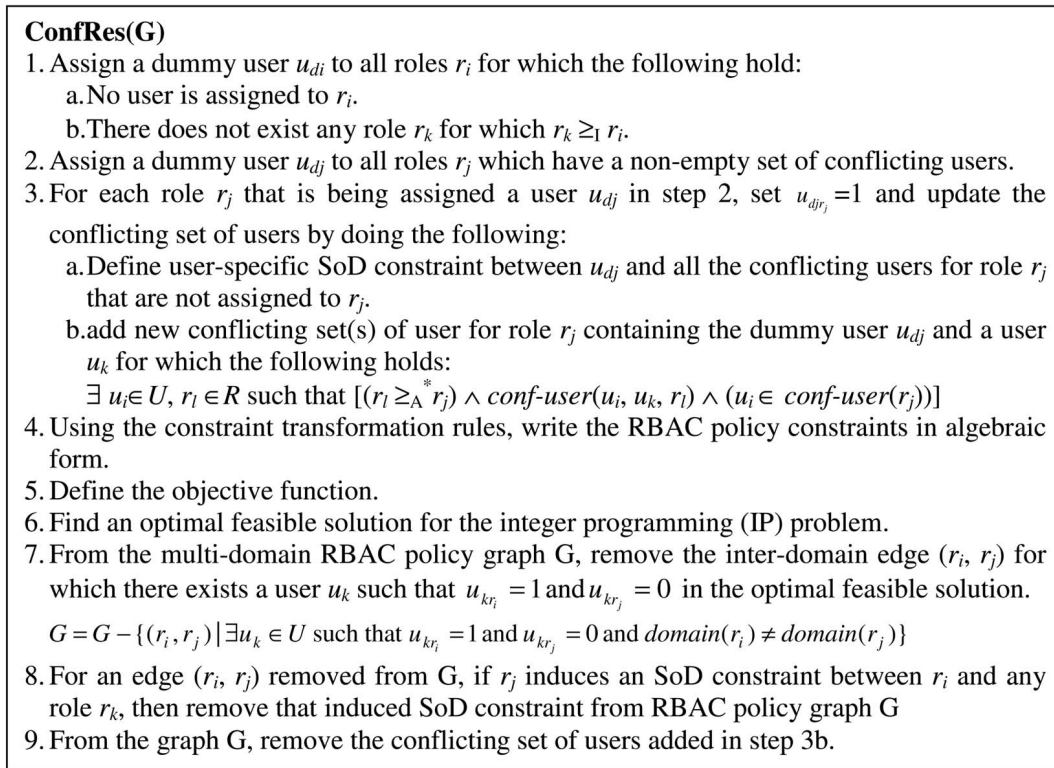 ConfRes(G)
1. Assign a dummy user u_di to all roles r_i for which the following hold:
a. No user is assigned to r_i.
b. There does not exist any role r_k for which r_k ≥_I r_i.
2. Assign a dummy user u_dj to all roles r_j which have a non-empty set of conflicting users.
3. For each role r_j that is being assigned a user u_dj in step 2, set u_{djr_j} =1 and update the
conflicting set of users by doing the following:
a. Define user-specific SoD constraint between u_dj and all the conflicting users for role r_j
that are not assigned to r_j.
b. add new conflicting set(s) of user for role r_j containing the dummy user u_dj and a user
u_k for which the following holds:
∃ u_i∈ U, r_l ∈ R such that [(r_l ≥_A^* r_j) ∧ conf-user(u_i, u_k, r_l) ∧ (u_i ∈ conf-user(r_j))]
4. Using the constraint transformation rules, write the RBAC policy constraints in algebraic
form.
5. Define the objective function.
6. Find an optimal feasible solution for the integer programming (IP) problem.
7. From the multi-domain RBAC policy graph G, remove the inter-domain edge (r_i, r_j) for
which there exists a user u_k such that u_{kr_i} = 1 and u_{kr_j} = 0 in the optimal feasible solution.
G = G − {(r_i, r_j) | ∃u_k ∈ U such that u_{kr_i} = 1 and u_{kr_j} = 0 and domain(r_i) ≠ domain(r_j)}
8. For an edge (r_i, r_j) removed from G, if r_j induces an SoD constraint between r_i and any
role r_k, then remove that induced SoD constraint from RBAC policy graph G
9. From the graph G, remove the conflicting set of users added in step 3b.